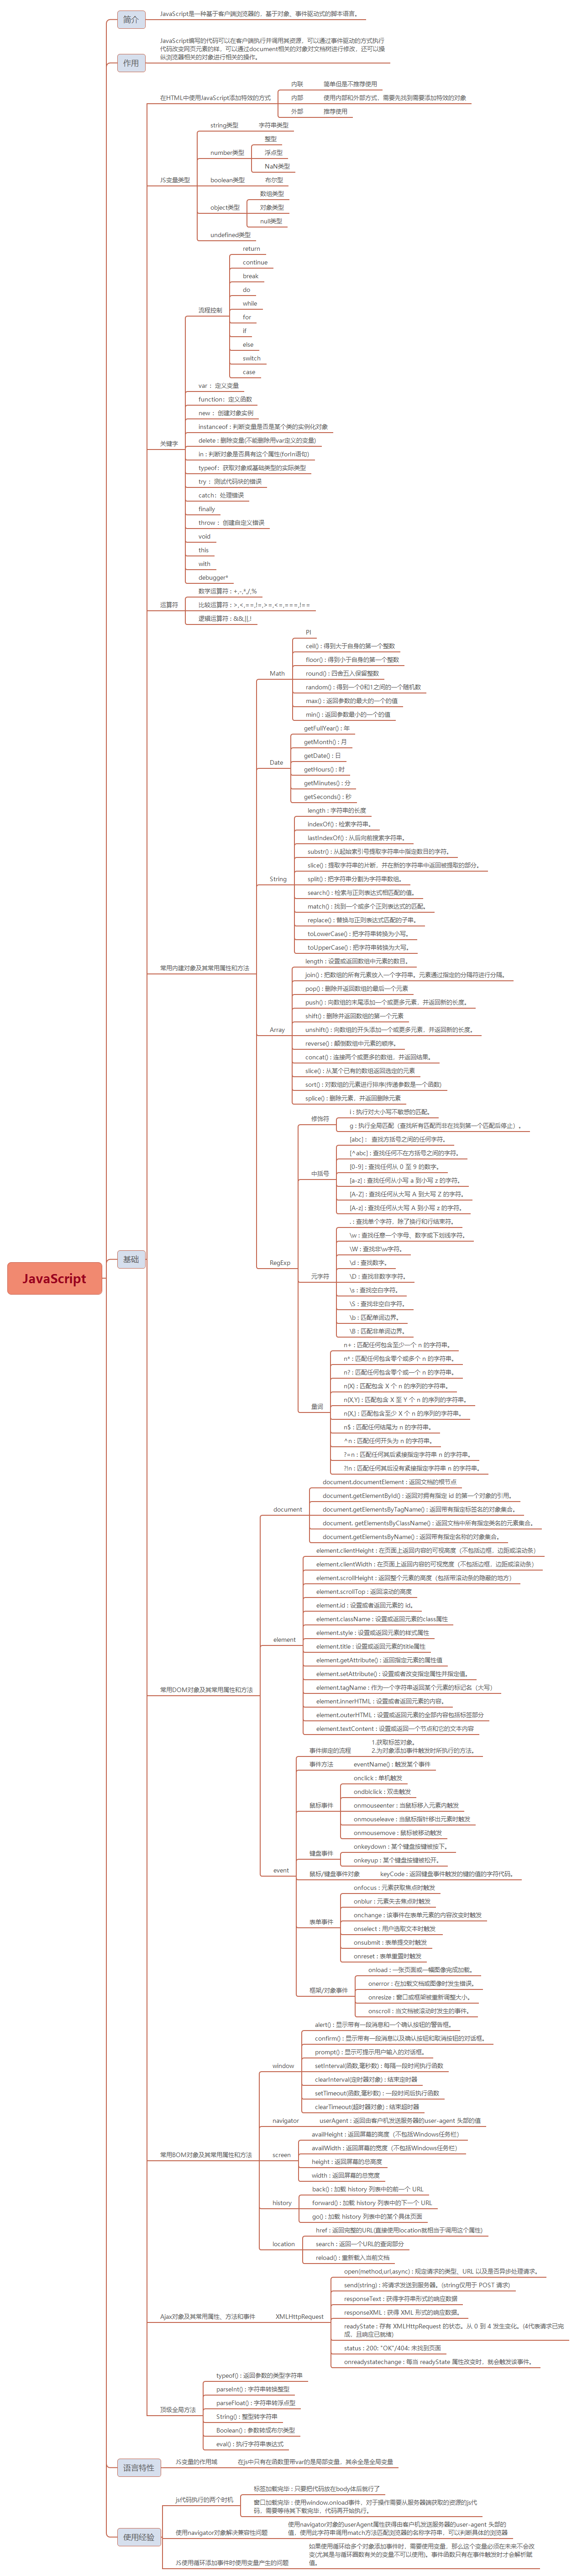 JavaScript
简介
JavaScript是一种基于客户端浏览器的、基于对象、事件驱动式的脚本语言。
作用
JavaScript编写的代码可以在客户端执行并调用其资源，可以通过事件驱动的方式执行
代码改变网页元素的样，可以通过document相关的对象对文档树进行修改，还可以操
纵浏览器相关的对象进行相关的操作。
基础
在HTML中使用JavaScript添加特效的方式
内联
简单但是不推荐使用
内部
使用内部和外部方式，需要先找到需要添加特效的对象
外部
推荐使用
JS变量类型
string类型
字符串类型
number类型
整型
浮点型
NaN类型
boolean类型
布尔型
object类型
数组类型
对象类型
null类型
undefined类型
关键字
流程控制
return
continue
break
do
while
for
if
else
switch
case
var ：定义变量
function：定义函数
new ：创建对象实例
instanceof : 判断变量是否是某个类的实例化对象
delete : 删除变量(不能删除用var定义的变量)
in : 判断对象是否具有这个属性(forIn语句)
typeof：获取对象或基础类型的实际类型
try ：测试代码块的错误
catch：处理错误
finally
throw ：创建自定义错误
void
this
with
debugger*
运算符
数学运算符 : +,-,*,/,%
比较运算符 : >,<,==,!=,>=,<=,===,!==
逻辑运算符 : &&,||,!
常用内建对象及其常用属性和方法
Math
PI
ceil() : 得到大于自身的第一个整数
floor() : 得到小于自身的第一个整数
round() : 四舍五入保留整数
random() : 得到一个0和1之间的一个随机数
max() : 返回参数的最大的一个的值
min() : 返回参数最小的一个的值
Date
getFullYear() : 年
getMonth() : 月
getDate() : 日
getHours() : 时
getMinutes() : 分
getSeconds() : 秒
String
length : 字符串的长度
indexOf() : 检索字符串。
lastIndexOf() : 从后向前搜索字符串。
substr() : 从起始索引号提取字符串中指定数目的字符。
slice() : 提取字符串的片断，并在新的字符串中返回被提取的部分。
split() : 把字符串分割为字符串数组。
search() : 检索与正则表达式相匹配的值。
match() : 找到一个或多个正则表达式的匹配。
replace() : 替换与正则表达式匹配的子串。
toLowerCase() : 把字符串转换为小写。
toUpperCase() : 把字符串转换为大写。
Array
length : 设置或返回数组中元素的数目。
join() : 把数组的所有元素放入一个字符串。元素通过指定的分隔符进行分隔。
pop() : 删除并返回数组的最后一个元素
push() : 向数组的末尾添加一个或更多元素，并返回新的长度。
shift() : 删除并返回数组的第一个元素
unshift() : 向数组的开头添加一个或更多元素，并返回新的长度。
reverse() : 颠倒数组中元素的顺序。
concat() : 连接两个或更多的数组，并返回结果。
slice() : 从某个已有的数组返回选定的元素
sort() : 对数组的元素进行排序(传递参数是一个函数)
splice() : 删除元素，并返回删除元素
RegExp
修饰符
i : 执行对大小写不敏感的匹配。
g : 执行全局匹配（查找所有匹配而非在找到第一个匹配后停止）。
中括号
[abc] ： 查找方括号之间的任何字符。
[^abc] : 查找任何不在方括号之间的字符。
[0-9] : 查找任何从 0 至 9 的数字。
[a-z] : 查找任何从小写 a 到小写 z 的字符。
[A-Z] : 查找任何从大写 A 到大写 Z 的字符。
[A-z] : 查找任何从大写 A 到小写 z 的字符。
元字符
. : 查找单个字符，除了换行和行结束符。
\w : 查找任意一个字母、数字或下划线字符。
\W : 查找非\w字符。
\d : 查找数字。
\D : 查找非数字字符。
\s : 查找空白字符。
\S : 查找非空白字符。
\b : 匹配单词边界。
\B : 匹配非单词边界。
量词
n+ : 匹配任何包含至少一个 n 的字符串。
n* : 匹配任何包含零个或多个 n 的字符串。
n? : 匹配任何包含零个或一个 n 的字符串。
n{X} : 匹配包含 X 个 n 的序列的字符串。
n{X,Y} : 匹配包含 X 至 Y 个 n 的序列的字符串。
n{X,} : 匹配包含至少 X 个 n 的序列的字符串。
n$ : 匹配任何结尾为 n 的字符串。
^n : 匹配任何开头为 n 的字符串。
?=n : 匹配任何其后紧接指定字符串 n 的字符串。
?!n : 匹配任何其后没有紧接指定字符串 n 的字符串。
常用DOM对象及其常用属性和方法
document
document.documentElement : 返回文档的根节点
document.getElementById() : 返回对拥有指定 id 的第一个对象的引用。
document.getElementsByTagName() : 返回带有指定标签名的对象集合。
document. getElementsByClassName() : 返回文档中所有指定类名的元素集合。
document.getElementsByName() : 返回带有指定名称的对象集合。
element
element.clientHeight : 在页面上返回内容的可视高度（不包括边框，边距或滚动条）
element.clientWidth : 在页面上返回内容的可视宽度（不包括边框，边距或滚动条）
element.scrollHeight : 返回整个元素的高度（包括带滚动条的隐蔽的地方）
element.scrollTop : 返回滚动的高度
element.id : 设置或者返回元素的 id。
element.className : 设置或返回元素的class属性
element.style : 设置或返回元素的样式属性
element.title : 设置或返回元素的title属性
element.getAttribute() : 返回指定元素的属性值
element.setAttribute() : 设置或者改变指定属性并指定值。
element.tagName : 作为一个字符串返回某个元素的标记名（大写）
element.innerHTML : 设置或者返回元素的内容。
element.outerHTML : 设置或返回元素的全部内容包括标签部分
element.textContent : 设置或返回一个节点和它的文本内容
event
事件绑定的流程
1.获取标签对象。
2.为对象添加事件触发时所执行的方法。
事件方法
eventName() : 触发某个事件
鼠标事件
onclick : 单机触发
ondblclick : 双击触发
onmouseenter : 当鼠标移入元素内触发
onmouseleave : 当鼠标指针移出元素时触发
onmousemove : 鼠标被移动触发
键盘事件
onkeydown : 某个键盘按键被按下。
onkeyup : 某个键盘按键被松开。
鼠标/键盘事件对象
keyCode : 返回键盘事件触发的键的值的字符代码。
表单事件
onfocus : 元素获取焦点时触发
onblur : 元素失去焦点时触发
onchange : 该事件在表单元素的内容改变时触发
onselect : 用户选取文本时触发
onsubmit : 表单提交时触发
onreset : 表单重置时触发
框架/对象事件
onload : 一张页面或一幅图像完成加载。
onerror : 在加载文档或图像时发生错误。
onresize : 窗口或框架被重新调整大小。
onscroll : 当文档被滚动时发生的事件。
常用BOM对象及其常用属性和方法
window
alert() : 显示带有一段消息和一个确认按钮的警告框。
confirm() : 显示带有一段消息以及确认按钮和取消按钮的对话框。
prompt() : 显示可提示用户输入的对话框。
setInterval(函数,毫秒数) : 每隔一段时间执行函数
clearInterval(定时器对象) : 结束定时器
setTimeout(函数,毫秒数) : 一段时间后执行函数
clearTimeout(超时器对象) : 结束超时器
navigator
userAgent : 返回由客户机发送服务器的user-agent 头部的值
screen
availHeight : 返回屏幕的高度（不包括Windows任务栏）
availWidth : 返回屏幕的宽度（不包括Windows任务栏）
height : 返回屏幕的总高度
width : 返回屏幕的总宽度
history
back() : 加载 history 列表中的前一个 URL
forward() : 加载 history 列表中的下一个 URL
go() : 加载 history 列表中的某个具体页面
location
href : 返回完整的URL(直接使用location就相当于调用这个属性)
search : 返回一个URL的查询部分
reload() : 重新载入当前文档
Ajax对象及其常用属性、方法和事件
XMLHttpRequest
open(method,url,async) : 规定请求的类型、URL 以及是否异步处理请求。
send(string) : 将请求发送到服务器。(string仅用于 POST 请求)
responseText : 获得字符串形式的响应数据
responseXML : 获得 XML 形式的响应数据。
readyState : 存有 XMLHttpRequest 的状态。从 0 到 4 发生变化。(4代表请求已完
成，且响应已就绪)
status : 200: "OK"/404: 未找到页面
onreadystatechange : 每当 readyState 属性改变时，就会触发该事件。
顶级全局方法
typeof() : 返回参数的类型字符串
parseInt() : 字符串转换整型
parseFloat() : 字符串转浮点型
String() : 整型转字符串
Boolean() : 参数转成布尔类型
eval() : 执行字符串表达式
语言特性
JS变量的作用域
在js中只有在函数里带var的是局部变量，其余全是全局变量
使用经验
js代码执行的两个时机
标签加载完毕 : 只要把代码放在body体后就行了
窗口加载完毕 : 使用window.onload事件，对于操作需要从服务器端获取的资源的js代
码，需要等待其下载完毕，代码再开始执行。
使用navigator对象解决兼容性问题
使用navigator对象的userAgent属性获得由客户机发送服务器的user-agent 头部的
值，使用此字符串调用match方法匹配浏览器的名称字符串，可以判断具体的浏览器
JS使用循环添加事件时使用变量产生的问题
如果使用循环给多个对象添加事件时，需要使用变量，那么这个变量必须在未来不会改
变(尤其是与循环函数有关的变量不可以使用)。事件函数只有在事件触发时才会解析赋
值。